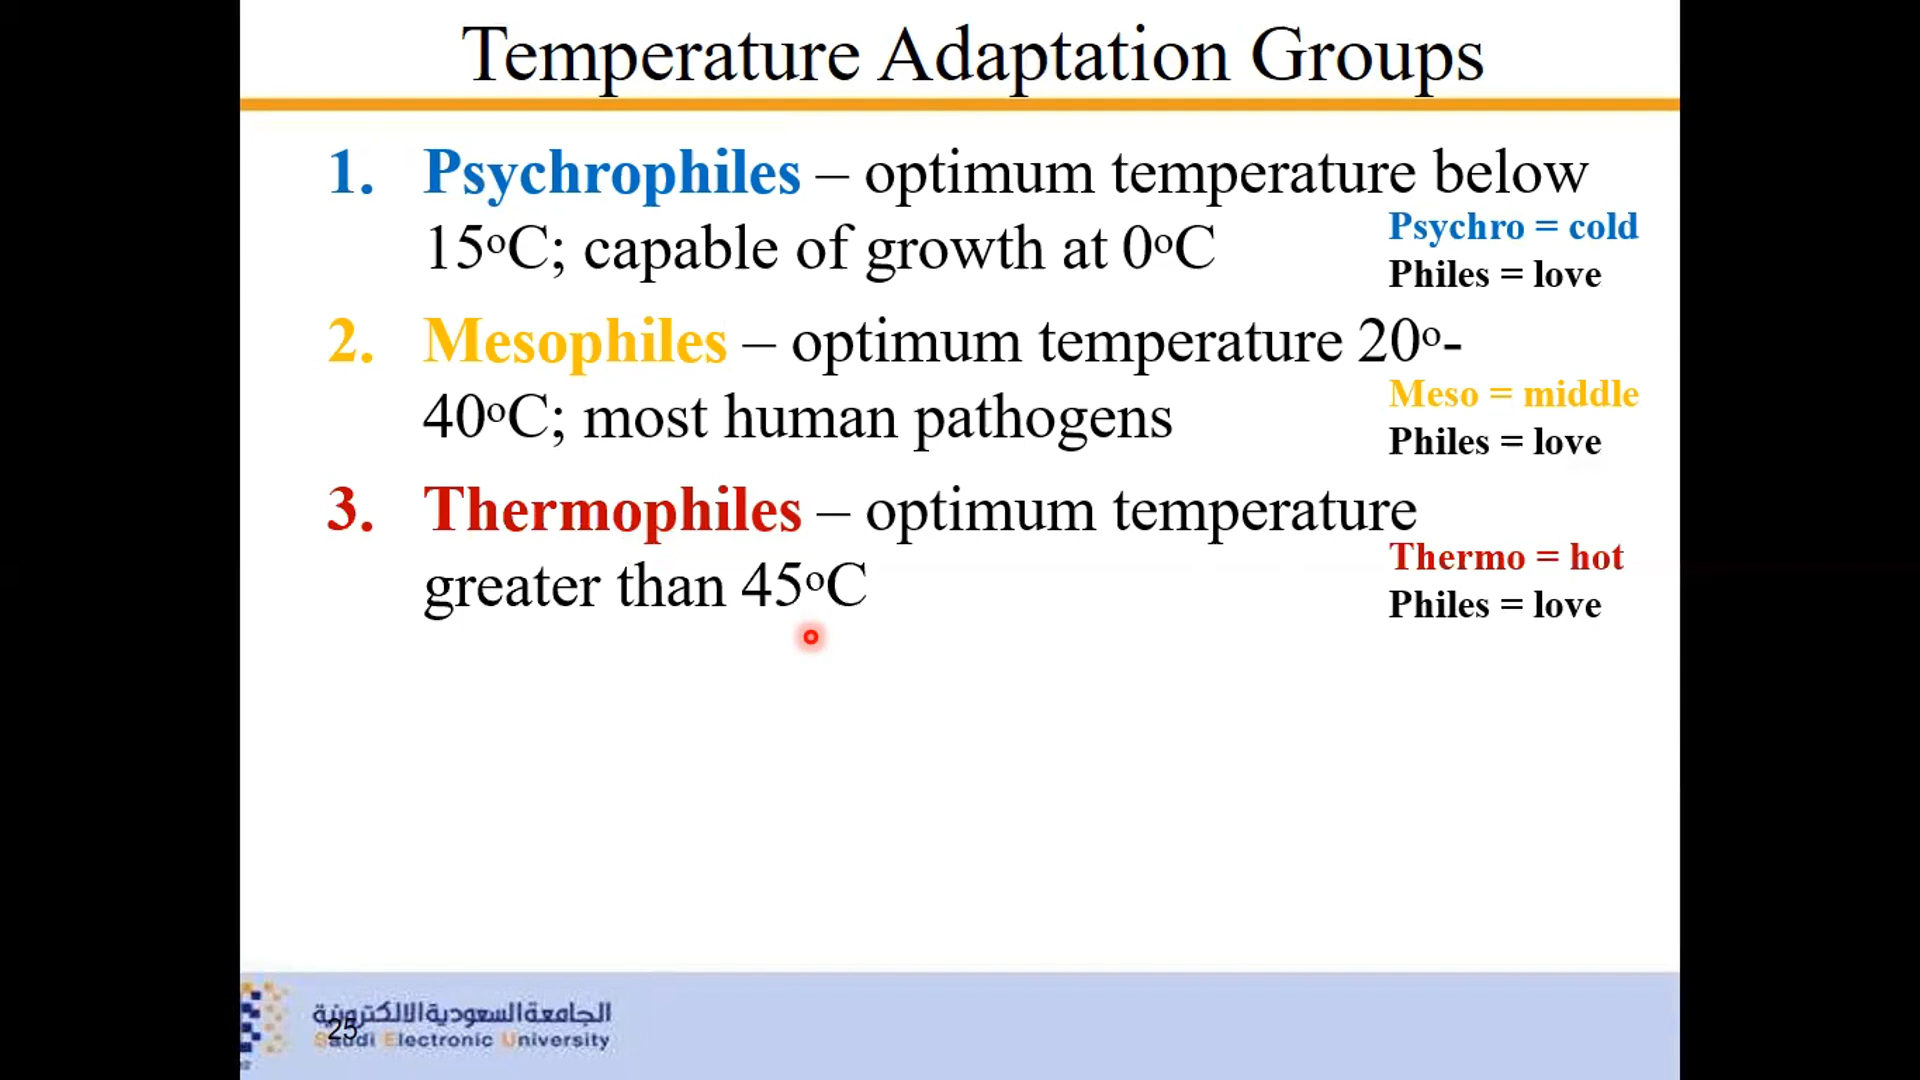 Temperature Adaptation Groups
1. Psychrophiles – optimum temperature below
15ºC; capable of growth at 0ºC
Psychro = cold
Philes = love
2. Mesophiles – optimum temperature 20º-
40ºC; most human pathogens
Meso = middle
Philes = love
3. Thermophiles – optimum temperature
greater than 45ºC
Thermo = hot
Philes = love
الجامعة السعودية الالكترونية
25
Saudi Electronic University